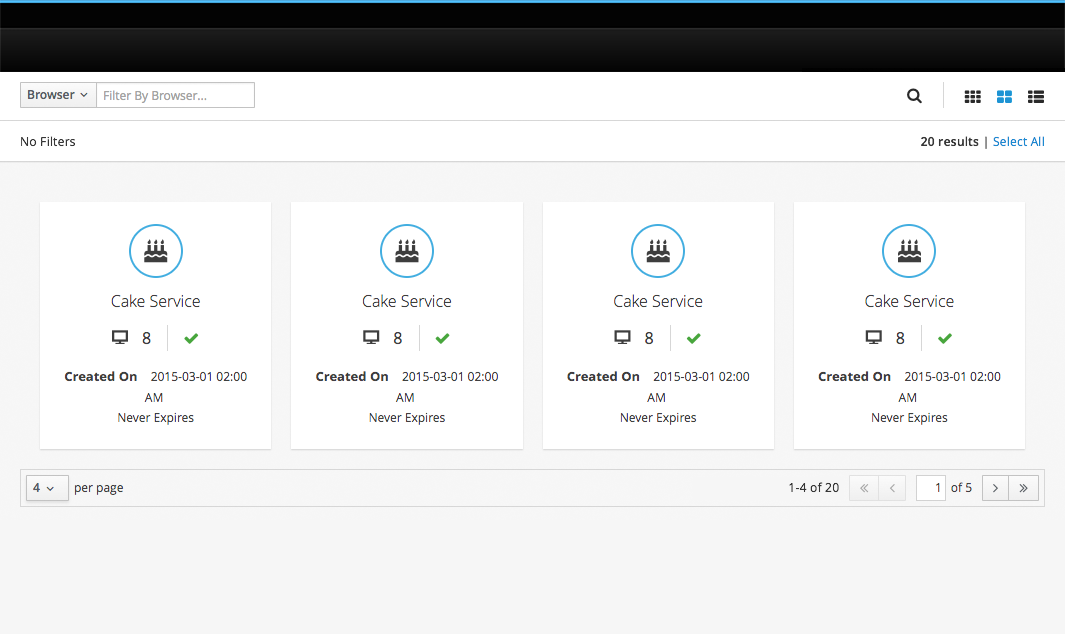 Browser Filter By Browser...
No Filters 20 results | Select All
Cake Service Cake Service Cake Service Cake Service
8 8 8 8
Created On 2015-03-01 02:00 Created On 2015-03-01 02:00 Created On 2015-03-01 02:00 Created On 2015-03-01 02:00
AM AM AM AM
Never Expires Never Expires Never Expires Never Expires
4 per page 1-4 of 20 « < 1 of 5 > »